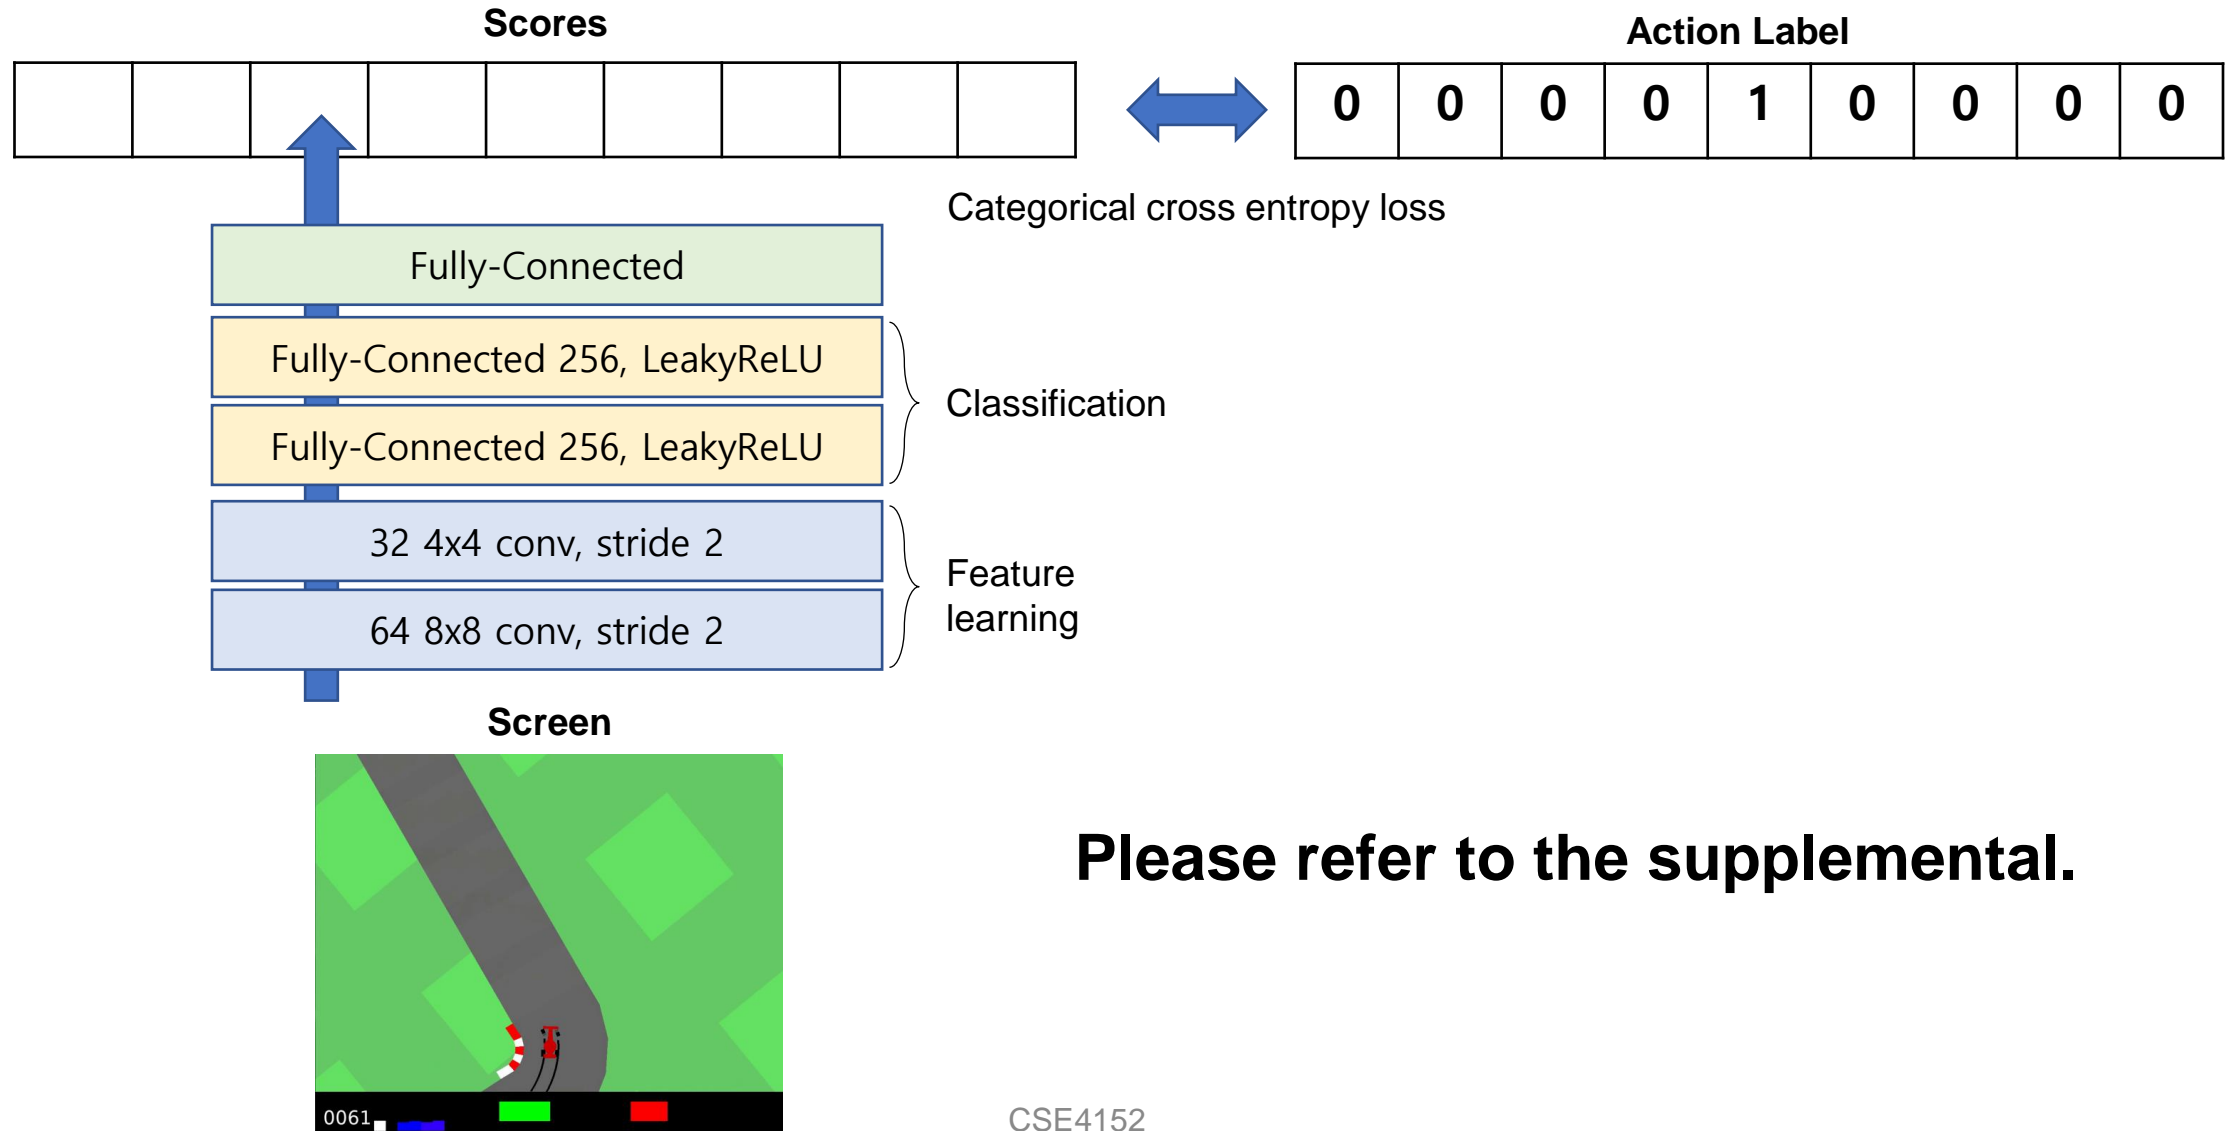 Scores
Action Label
0 0 0 0 1 0 0 0 0
Categorical cross entropy loss
Fully-Connected
Fully-Connected 256, LeakyReLU
Fully-Connected 256, LeakyReLU
Classification
32 4x4 conv, stride 2
64 8x8 conv, stride 2
Feature
learning
Screen
Please refer to the supplemental.
0061
CSE4152